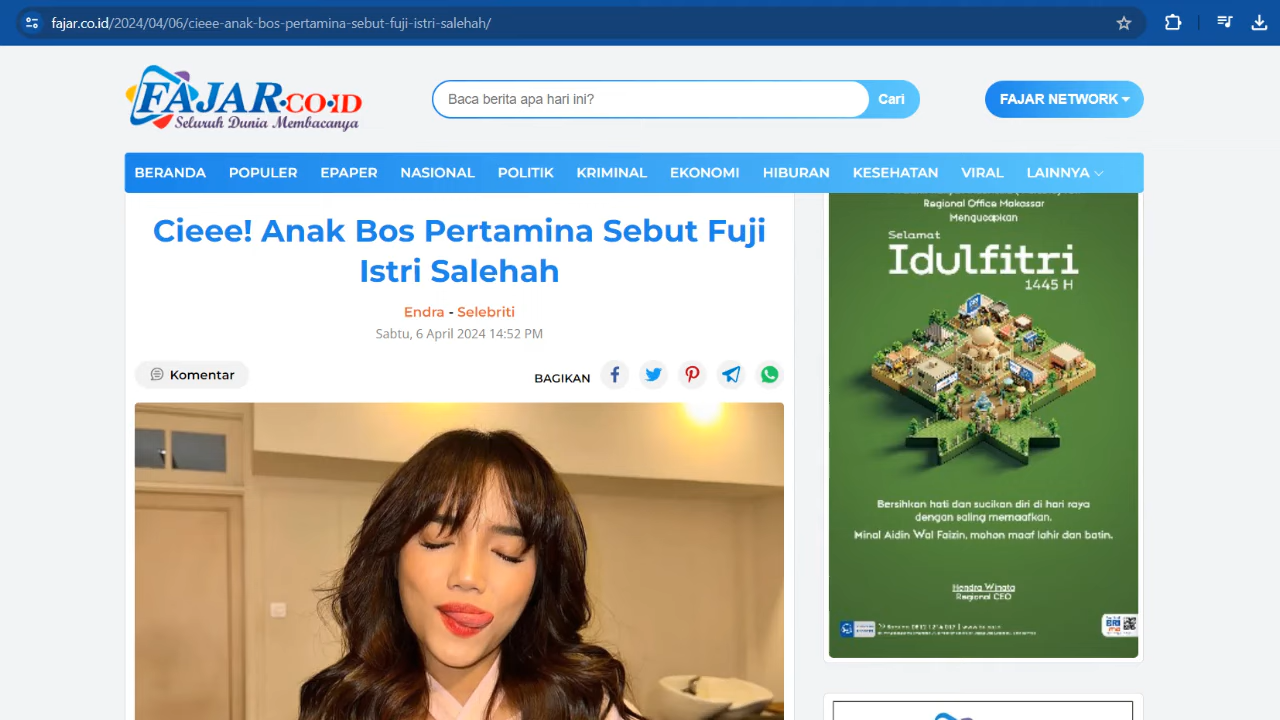 fajar.co.id/2024/04/06/cieee-anak-bos-pertamina-sebut-fuji-istri-salehah/
FAJAR.CO.ID
Seluruh Dunia Membacanya
Baca berita apa hari ini?
Cari
FAJAR NETWORK
BERANDA POPULER EPAPER NASIONAL POLITIK KRIMINAL EKONOMI HIBURAN KESEHATAN VIRAL LAINNYA
Cieee! Anak Bos Pertamina Sebut Fuji
Istri Salehah
Endra - Selebriti
Sabtu, 6 April 2024 14:52 PM
Komentar
BAGIKAN
Regional Office Makassar
Mengucapkan
Selamat
Idulfitri
1445 H
Bersihkan hati dan sucikan diri di hari raya
dengan saling memaafkan.
Minal Aidin Wal Faizin, mohon maaf lahir dan batin.
Hendra Winata
Regional CEO
BRI